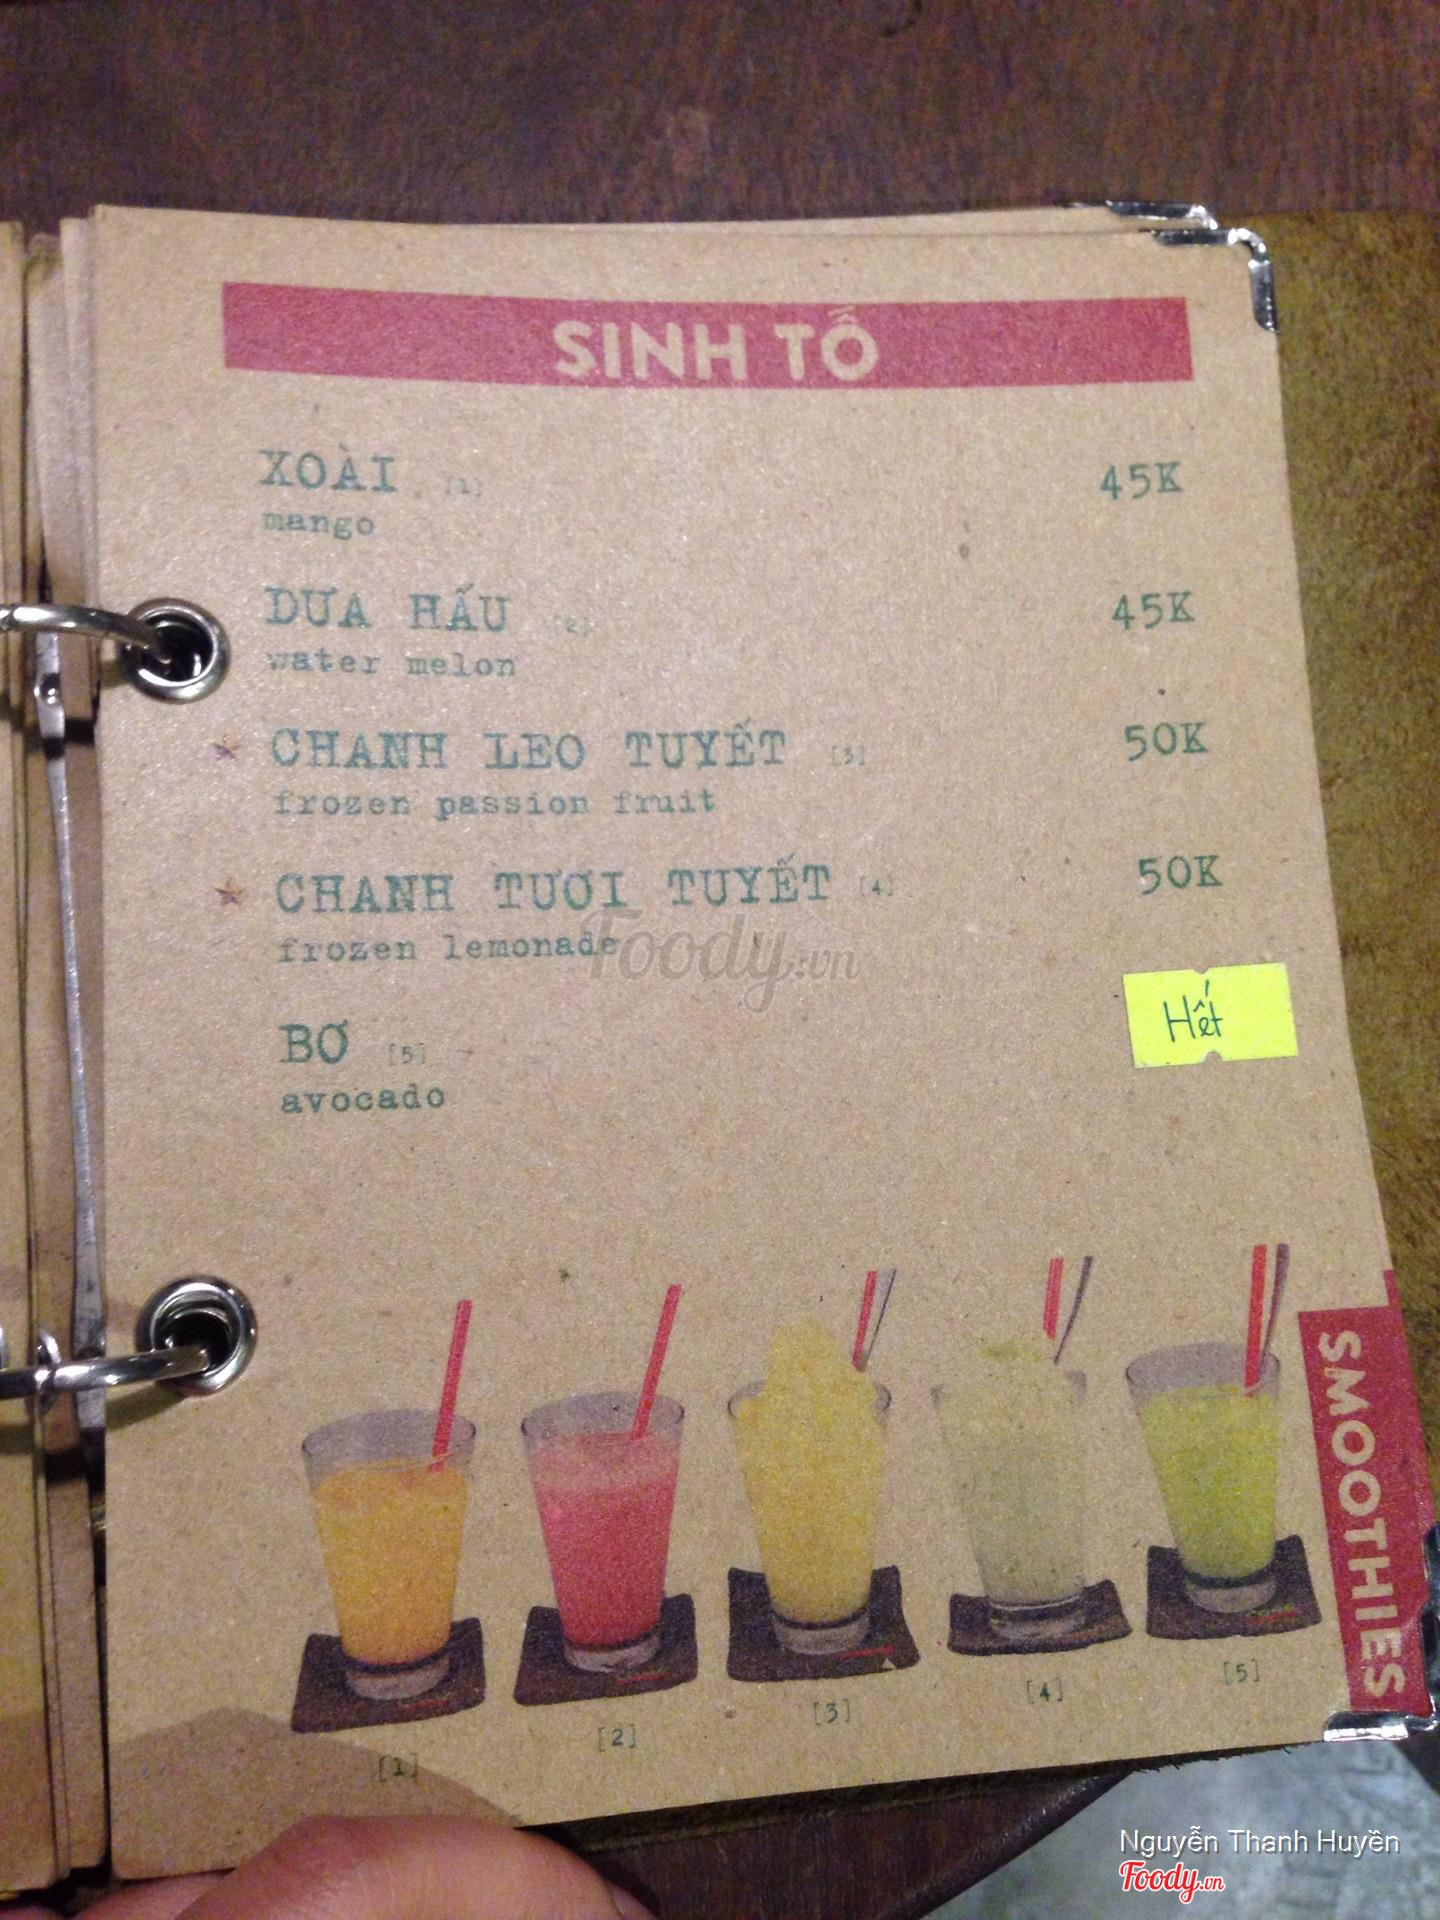 SINH TỐ
XOÀI [1] 45K
mango
DƯA HẤU [2] 45K
water melon
CHANH LEO TUYẾT [3] 50K
frozen passion fruit
CHANH TƯƠI TUYẾT [4] 50K
frozen lemonade
Foody.vn
BƠ [5] Hết
avocado
SMOOTHIES
[1] [2] [3] [4] [5]
Nguyễn Thanh Huyền
Foody.vn